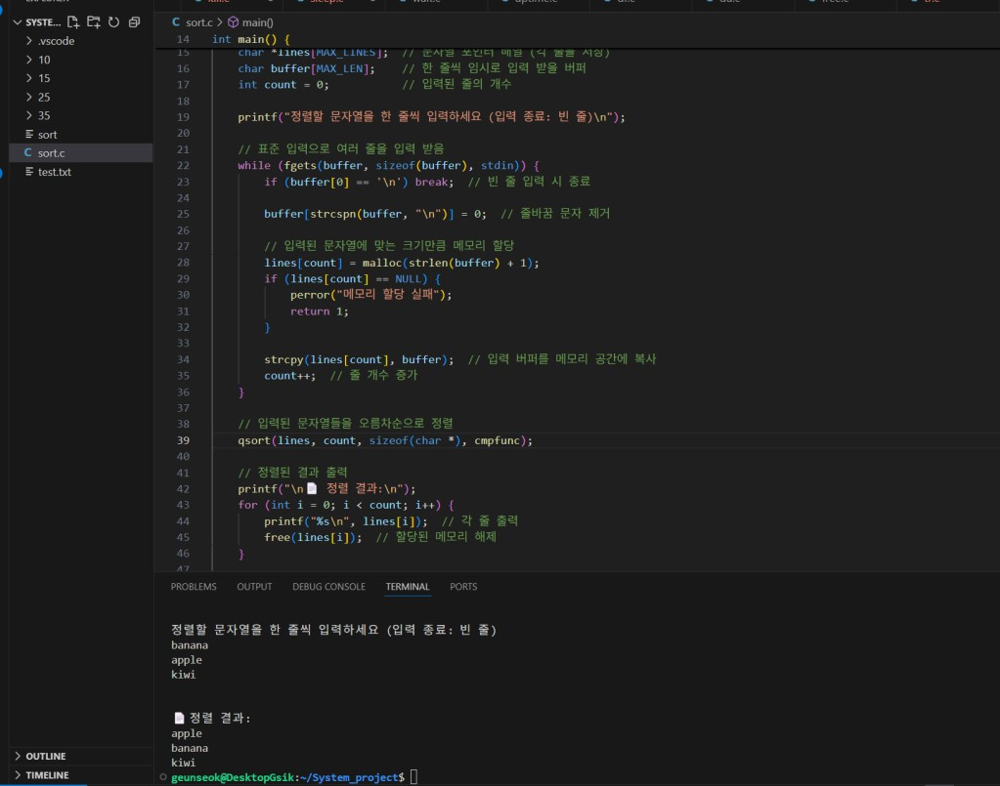 SYSTE...
.vscode
10
15
25
35
sort
sort.c
test.txt
OUTLINE
TIMELINE
sort.c > main()
14 int main() {
15 char *lines[MAX_LINES]; // 문자열 포인터 배열 (각 줄을 저장)
16 char buffer[MAX_LEN]; // 한 줄씩 임시로 입력 받을 버퍼
17 int count = 0; // 입력된 줄의 개수
18
19 printf("정렬할 문자열을 한 줄씩 입력하세요 (입력 종료: 빈 줄)\n");
20
21 // 표준 입력으로 여러 줄을 입력 받음
22 while (fgets(buffer, sizeof(buffer), stdin)) {
23 if (buffer[0] == '\n') break; // 빈 줄 입력 시 종료
24
25 buffer[strcspn(buffer, "\n")] = 0; // 줄바꿈 문자 제거
26
27 // 입력된 문자열에 맞는 크기만큼 메모리 할당
28 lines[count] = malloc(strlen(buffer) + 1);
29 if (lines[count] == NULL) {
30 perror("메모리 할당 실패");
31 return 1;
32 }
33
34 strcpy(lines[count], buffer); // 입력 버퍼를 메모리 공간에 복사
35 count++; // 줄 개수 증가
36 }
37
38 // 입력된 문자열들을 오름차순으로 정렬
39 qsort(lines, count, sizeof(char *), cmpfunc);
40
41 // 정렬된 결과 출력
42 printf("\n📄 정렬 결과:\n");
43 for (int i = 0; i < count; i++) {
44 printf("%s\n", lines[i]); // 각 줄 출력
45 free(lines[i]); // 할당된 메모리 해제
46 }
47
PROBLEMS OUTPUT DEBUG CONSOLE TERMINAL PORTS
정렬할 문자열을 한 줄씩 입력하세요 (입력 종료: 빈 줄)
banana
apple
kiwi
📄 정렬 결과:
apple
banana
kiwi
geunseok@DesktopGsik:~/System_project$